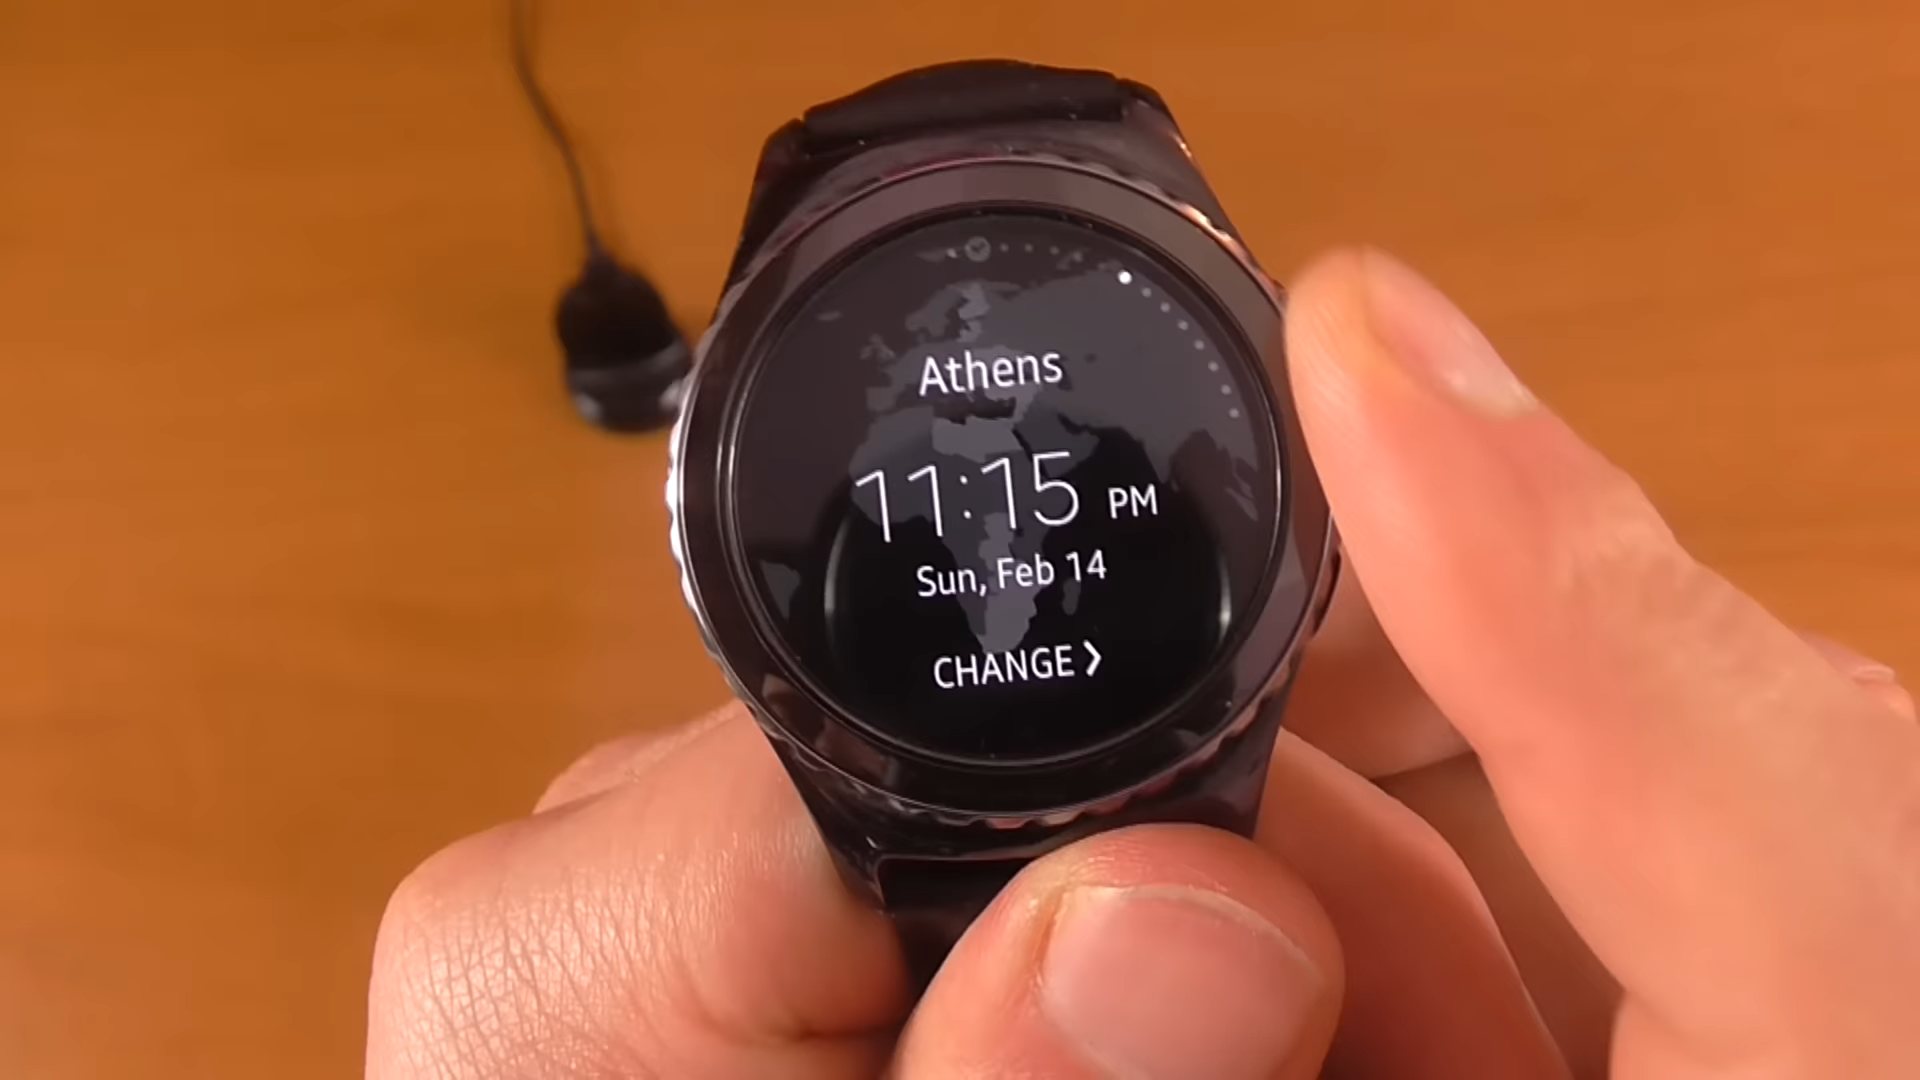 Athens
11:15 PM
Sun, Feb 14
CHANGE ❯